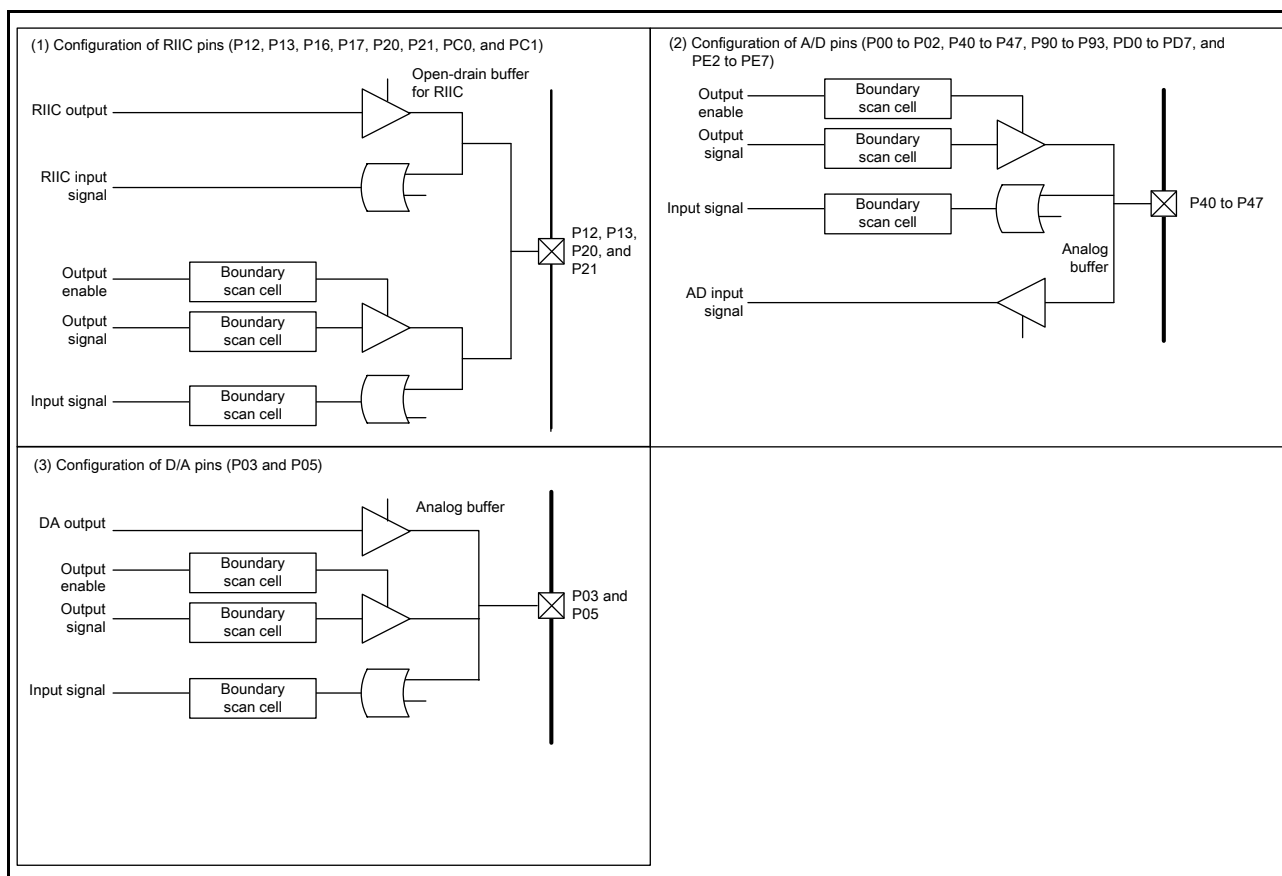 (1) Configuration of RIIC pins (P12, P13, P16, P17, P20, P21, PC0, and PC1)
Open-drain buffer
for RIIC
RIIC output
RIIC input
signal
P12, P13,
P20, and
P21
Output
enable
Boundary
scan cell
Output
signal
Boundary
scan cell
Input signal
Boundary
scan cell
(2) Configuration of A/D pins (P00 to P02, P40 to P47, P90 to P93, PD0 to PD7, and
PE2 to PE7)
Output
enable
Boundary
scan cell
Output
signal
Boundary
scan cell
Input signal
Boundary
scan cell
P40 to P47
Analog
buffer
AD input
signal
(3) Configuration of D/A pins (P03 and P05)
Analog buffer
DA output
Output
enable
Boundary
scan cell
Output
signal
Boundary
scan cell
P03 and
P05
Input signal
Boundary
scan cell